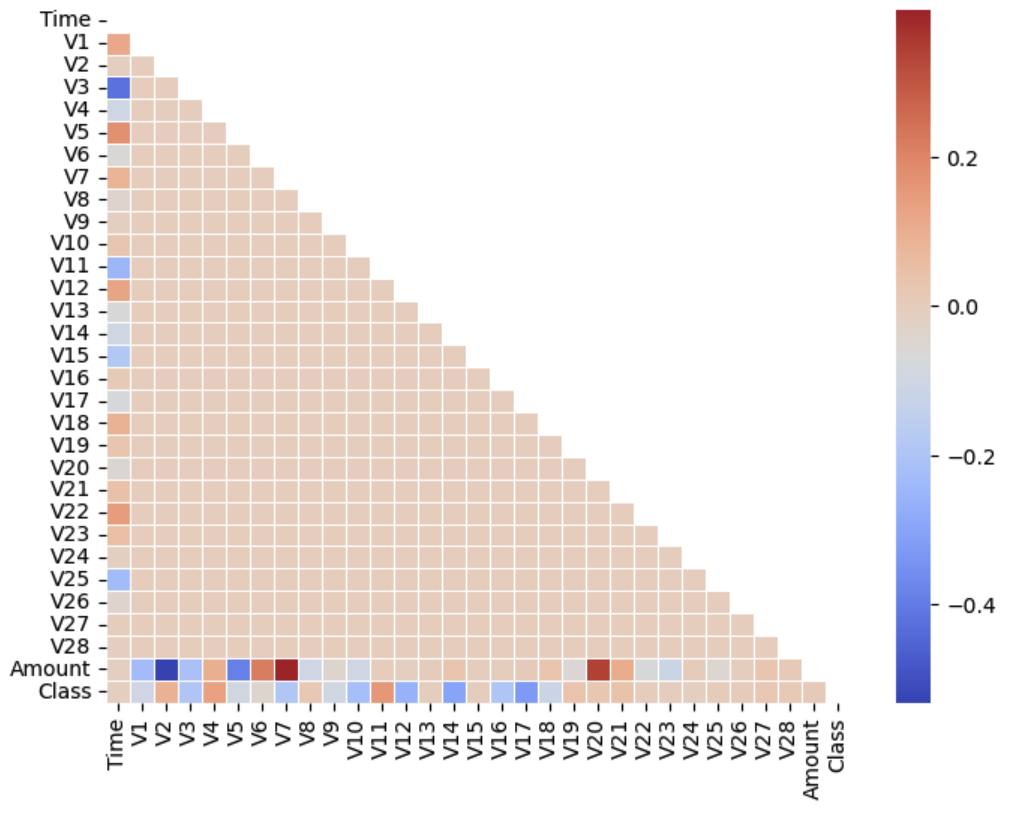 Time
V1
V2
V3
V4
V5
V6
V7
V8
V9
V10
V11
V12
V13
V14
V15
V16
V17
V18
V19
V20
V21
V22
V23
V24
V25
V26
V27
V28
Amount
Class
Time
V1
V2
V3
V4
V5
V6
V7
V8
V9
V10
V11
V12
V13
V14
V15
V16
V17
V18
V19
V20
V21
V22
V23
V24
V25
V26
V27
V28
Amount
Class
0.2
0.0
−0.2
−0.4